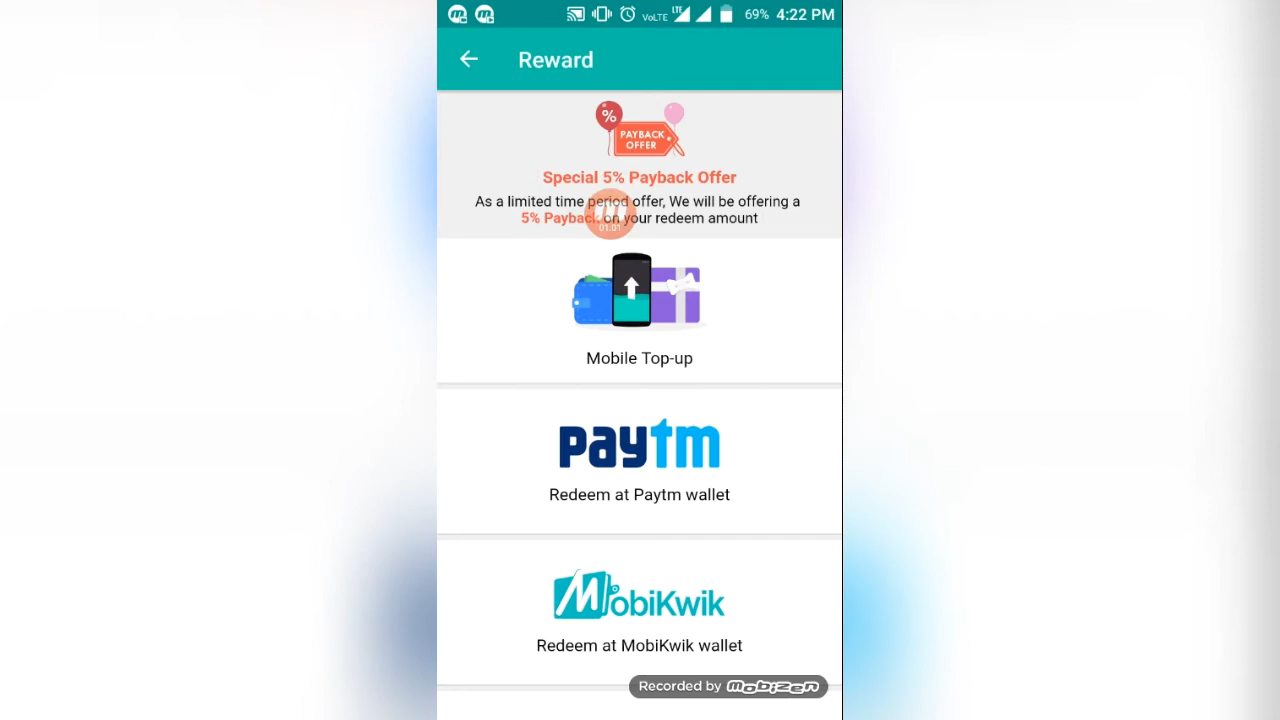 VoLTE LTE 69% 4:22 PM
Reward
%
PAYBACK
OFFER
Special 5% Payback Offer
As a limited time period offer, We will be offering a
5% Payback on your redeem amount
01:01
Mobile Top-up
paytm
Redeem at Paytm wallet
MobiKwik
Redeem at MobiKwik wallet
Recorded by mobizen